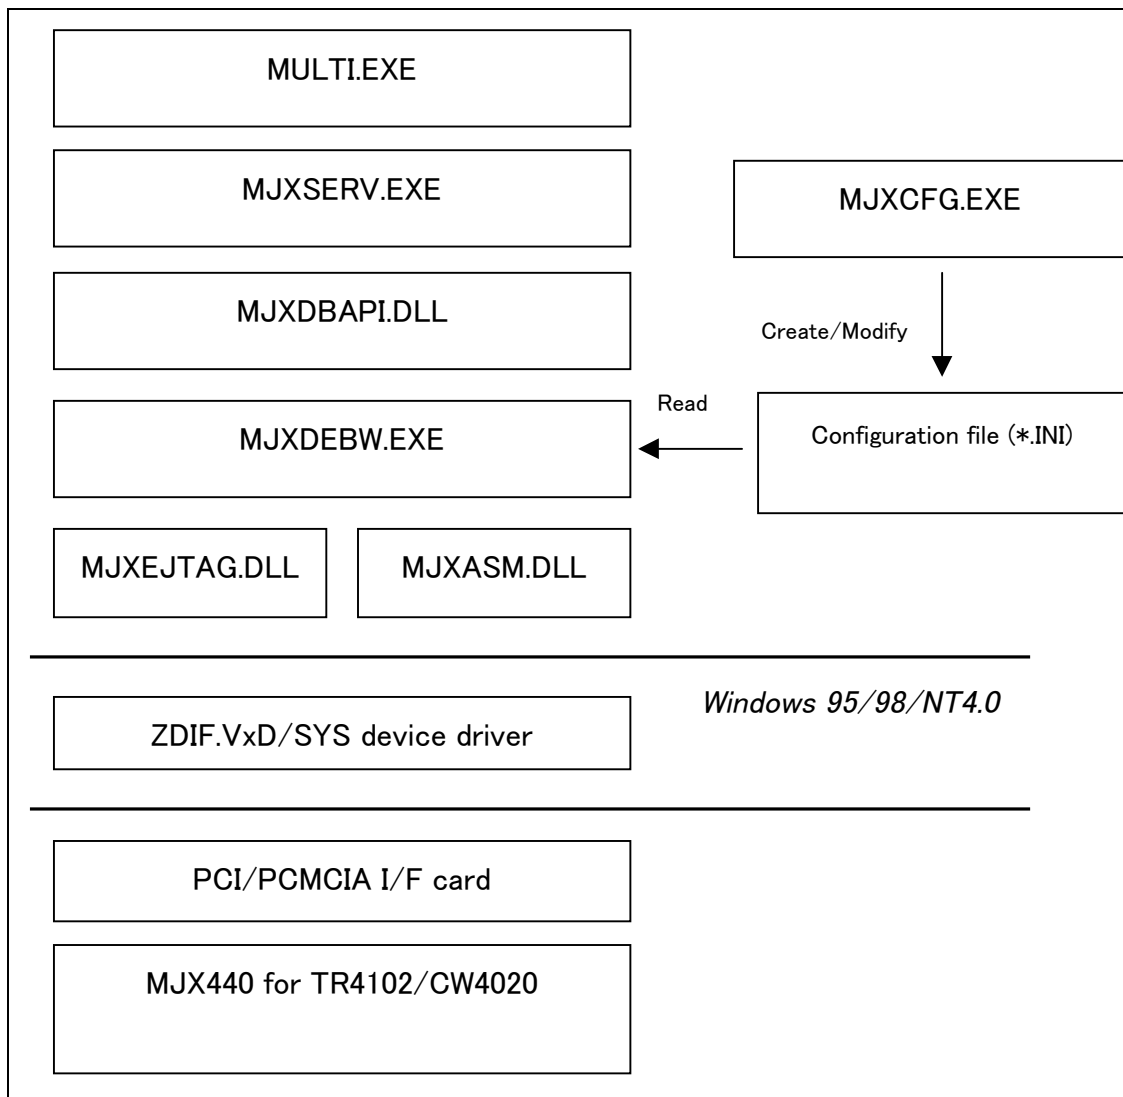 MULTI.EXE
MJXSERV.EXE
MJXCFG.EXE
MJXDBAPI.DLL
Create/Modify
Read
MJXDEBW.EXE
Configuration file (*.INI)
MJXEJTAG.DLL
MJXASM.DLL
Windows 95/98/NT4.0
ZDIF.VxD/SYS device driver
PCI/PCMCIA I/F card
MJX440 for TR4102/CW4020